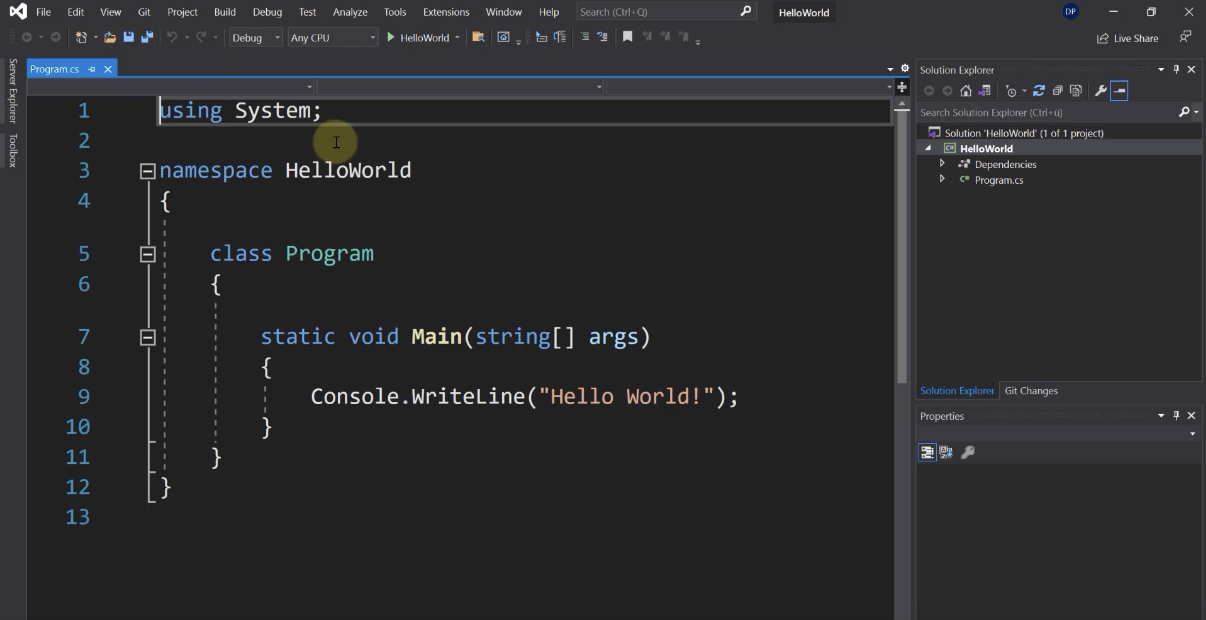 File Edit View Git Project Build Debug Test Analyze Tools Extensions Window Help Search (Ctrl+Q) HelloWorld DP
Debug Any CPU HelloWorld Live Share
Server Explorer
Toolbox
Program.cs
1 using System;
2
3 namespace HelloWorld
4 {
5 class Program
6 {
7 static void Main(string[] args)
8 {
9 Console.WriteLine("Hello World!");
10 }
11 }
12 }
13
Solution Explorer
Search Solution Explorer (Ctrl+ü)
Solution 'HelloWorld' (1 of 1 project)
C# HelloWorld
Dependencies
C# Program.cs
Solution Explorer Git Changes
Properties